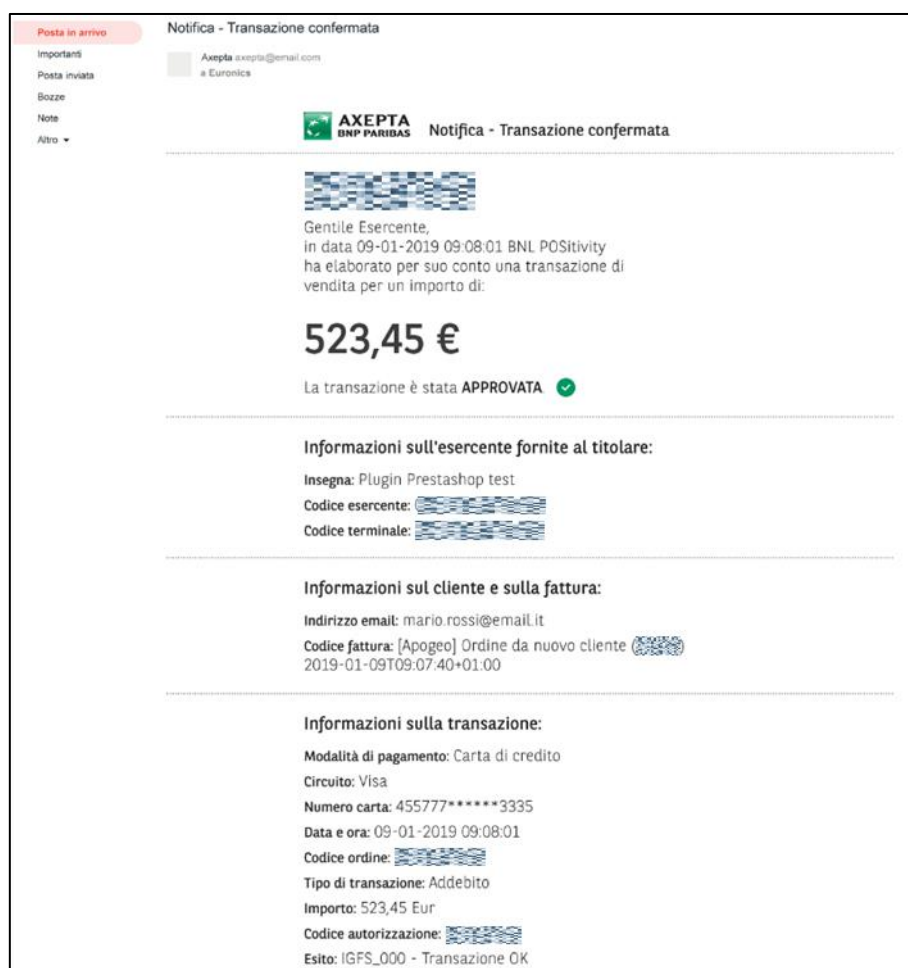 Posta in arrivo
Importanti
Posta inviata
Bozze
Note
Altro
Notifica - Transazione confermata
Axepta axepta@email.com
a Euronics
AXEPTA
BNP PARIBAS
Notifica - Transazione confermata
Gentile Esercente,
in data 09-01-2019 09:08:01 BNL POSitivity
ha elaborato per suo conto una transazione di
vendita per un importo di:
523,45 €
La transazione è stata APPROVATA.
Informazioni sull'esercente fornite al titolare:
Insegna: Plugin Prestashop test
Codice esercente:
Codice terminale:
Informazioni sul cliente e sulla fattura:
Indirizzo email: mario.rossi@email.it
Codice fattura: [Apogeo] Ordine da nuovo cliente ()
2019-01-09T09:07:40+01:00
Informazioni sulla transazione:
Modalità di pagamento: Carta di credito
Circuito: Visa
Numero carta: 455777******3335
Data e ora: 09-01-2019 09:08:01
Codice ordine:
Tipo di transazione: Addebito
Importo: 523,45 Eur
Codice autorizzazione:
Esito: IGFS_000 - Transazione OK